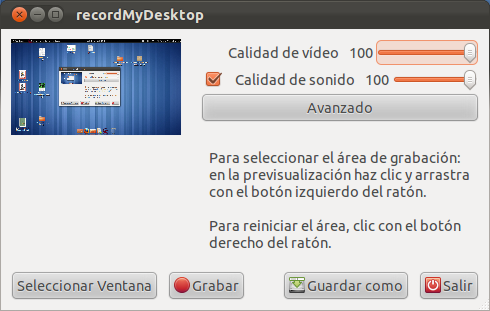 recordMyDesktop
Calidad de vídeo 100
Calidad de sonido 100
Avanzado
Para seleccionar el área de grabación:
en la previsualización haz clic y arrastra
con el botón izquierdo del ratón.
Para reiniciar el área, clic con el botón
derecho del ratón.
Seleccionar Ventana Grabar Guardar como Salir